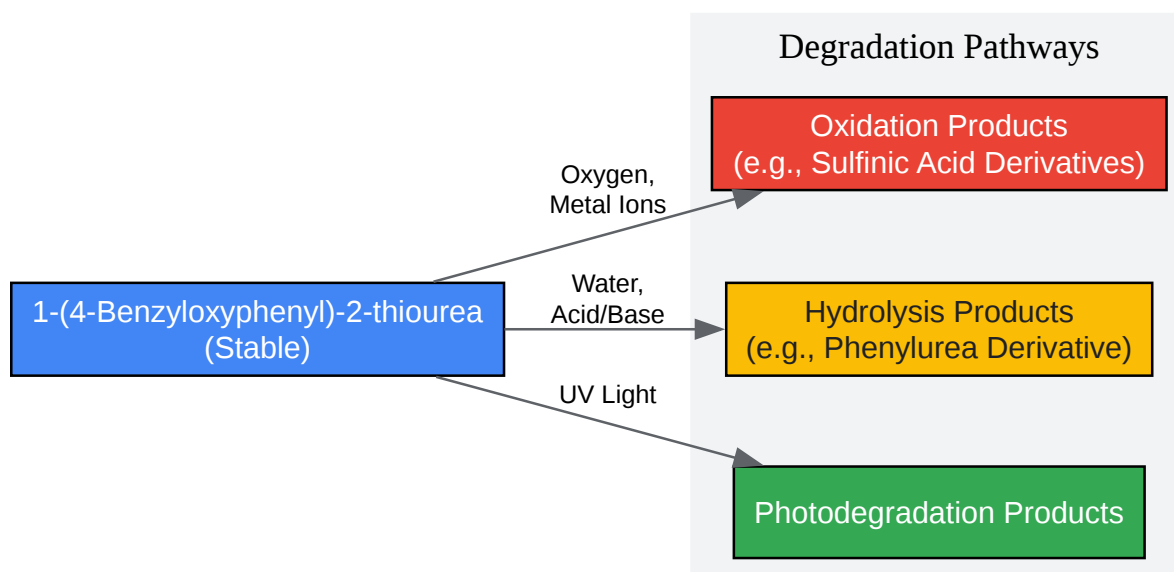 Degradation Pathways
Oxidation Products
(e.g., Sulfinic Acid Derivatives)
Oxygen,
Metal Ions
1-(4-Benzyloxyphenyl)-2-thiourea
(Stable)
Water,
Acid/Base
Hydrolysis Products
(e.g., Phenylurea Derivative)
UV Light
Photodegradation Products